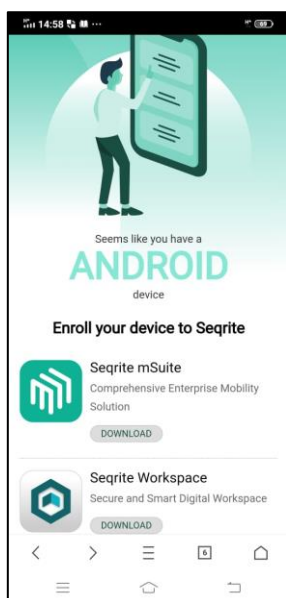 14:58
69
Seems like you have a
ANDROID
device
Enroll your device to Seqrite
Seqrite mSuite
Comprehensive Enterprise Mobility
Solution
DOWNLOAD
Seqrite Workspace
Secure and Smart Digital Workspace
DOWNLOAD
6